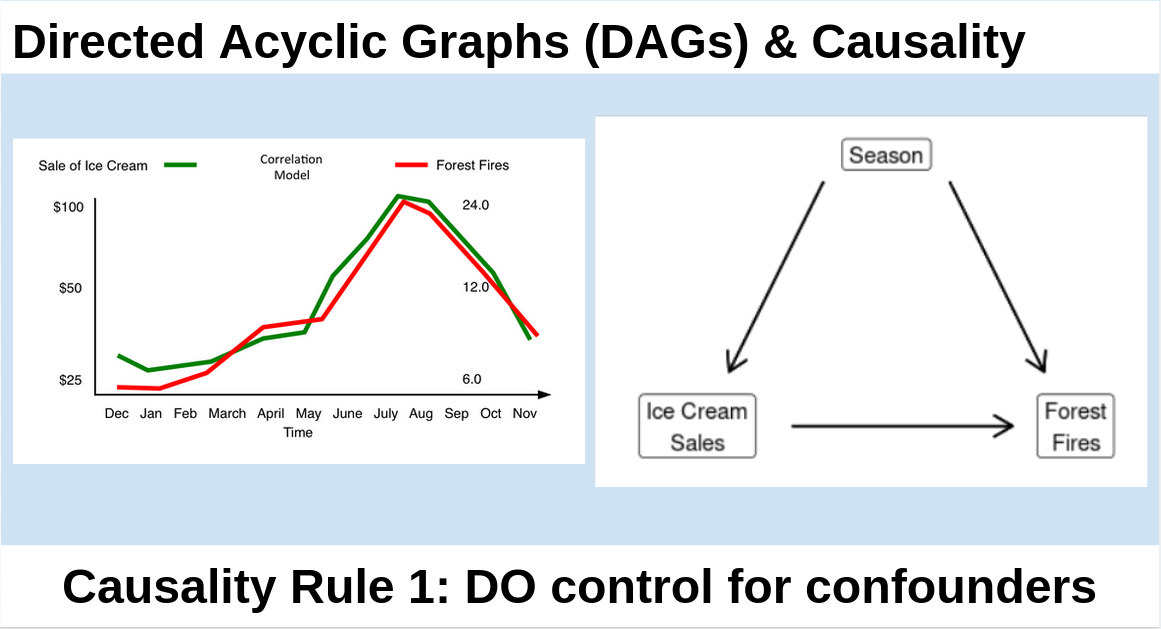 Directed Acyclic Graphs (DAGs) & Causality
Sale of Ice Cream
Correlation
Model
Forest Fires
$100
$50
$25
24.0
12.0
6.0
Dec Jan Feb March April May June July Aug Sep Oct Nov
Time
Season
Ice Cream
Sales
Forest
Fires
Causality Rule 1: DO control for confounders